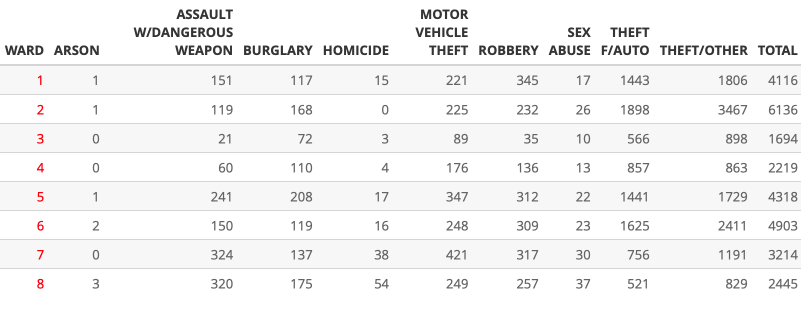 WARD ARSON ASSAULT W/DANGEROUS WEAPON BURGLARY HOMICIDE MOTOR VEHICLE THEFT ROBBERY SEX ABUSE THEFT F/AUTO THEFT/OTHER TOTAL
1 1 151 117 15 221 345 17 1443 1806 4116
2 1 119 168 0 225 232 26 1898 3467 6136
3 0 21 72 3 89 35 10 566 898 1694
4 0 60 110 4 176 136 13 857 863 2219
5 1 241 208 17 347 312 22 1441 1729 4318
6 2 150 119 16 248 309 23 1625 2411 4903
7 0 324 137 38 421 317 30 756 1191 3214
8 3 320 175 54 249 257 37 521 829 2445